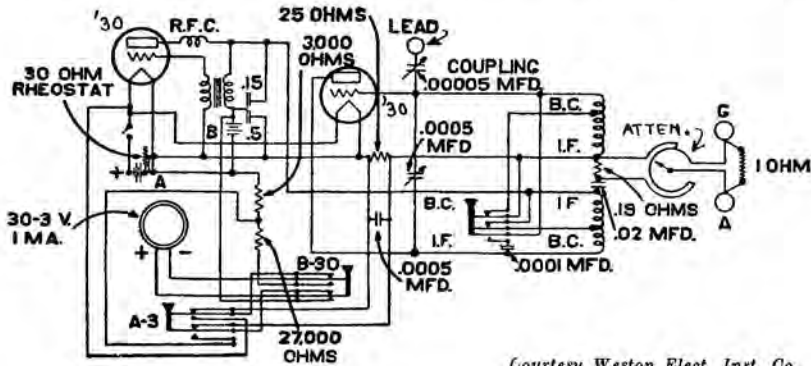 '30
R.F.C.
25 OHMS
3,000
OHMS
LEAD
30 OHM
RHEOSTAT
.15
B
.5
'30
COUPLING
.00005 MFD.
.0005
MFD
B.C.
I.F.
ATTEN.
G
1 OHM
A
+
A
30-3 V.
1 MA.
+
-
B.C.
I.F.
I F
B.C.
.19 OHMS
.02 MFD.
.0001 MFD.
B-30
A-3
.0005
MFD.
27,000
OHMS
Courtesy Weston Elect. Inst. Co.